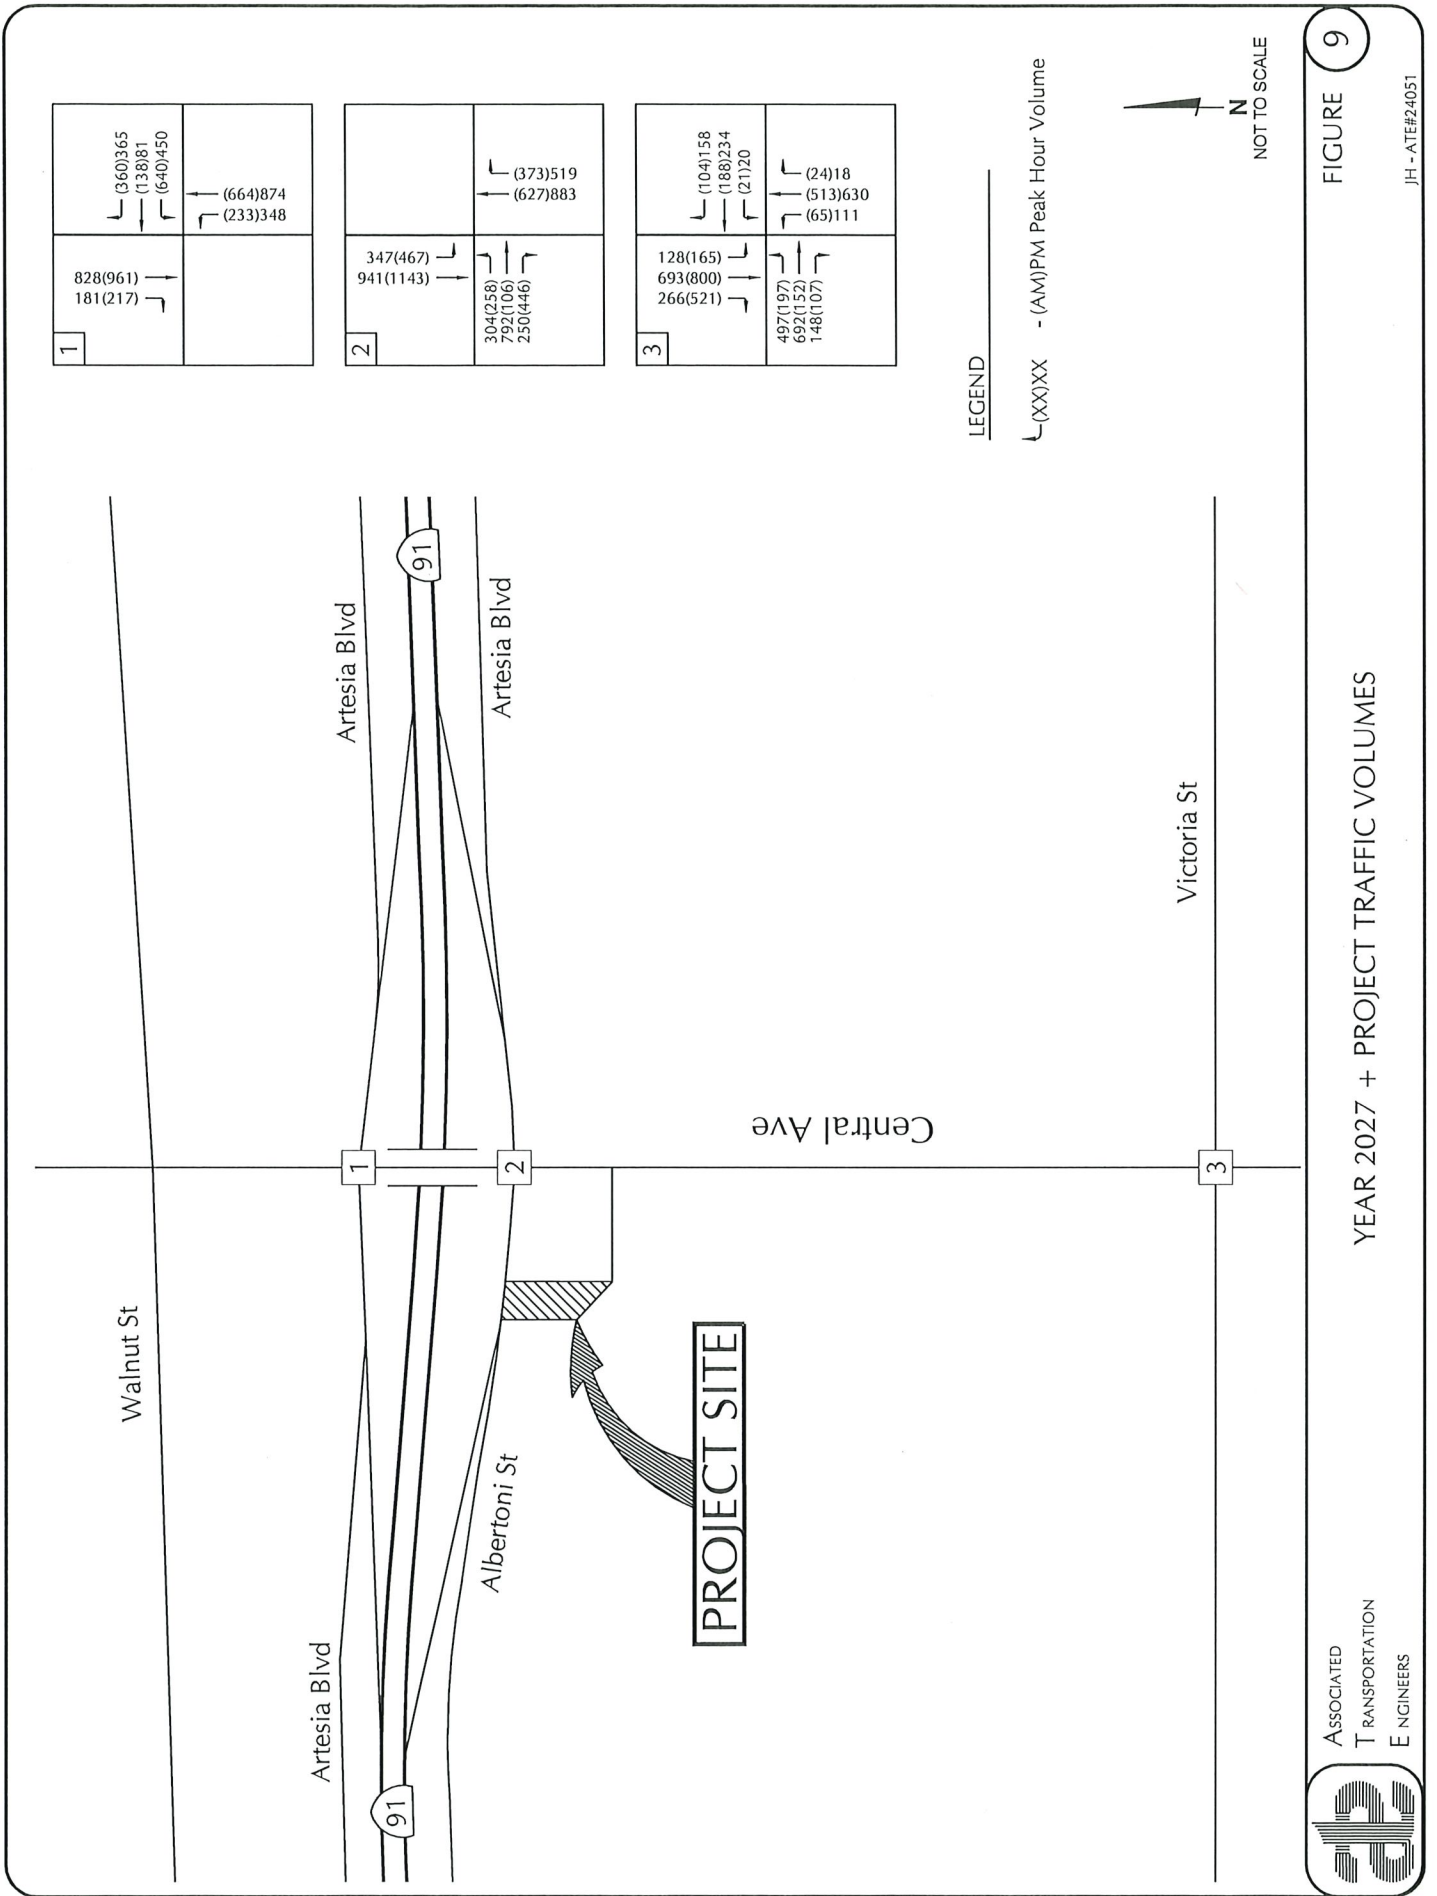 1
828(961)
181(217)
(360)365
(138)81
(640)450
(664)874
(233)348
2
347(467)
941(1143)
304(258)
792(106)
250(446)
(373)519
(627)883
3
128(165)
693(800)
266(521)
497(197)
692(152)
148(107)
(104)158
(188)234
(21)20
(24)18
(513)630
(65)111
LEGEND
(XX)XX - (AM)PM Peak Hour Volume
N
NOT TO SCALE
Walnut St
Artesia Blvd
Artesia Blvd
91
91
Artesia Blvd
Albertoni St
1
2
3
Central Ave
Victoria St
PROJECT SITE
ate
ASSOCIATED
TRANSPORTATION
ENGINEERS
YEAR 2027 + PROJECT TRAFFIC VOLUMES
FIGURE 9
JH - ATE#24051